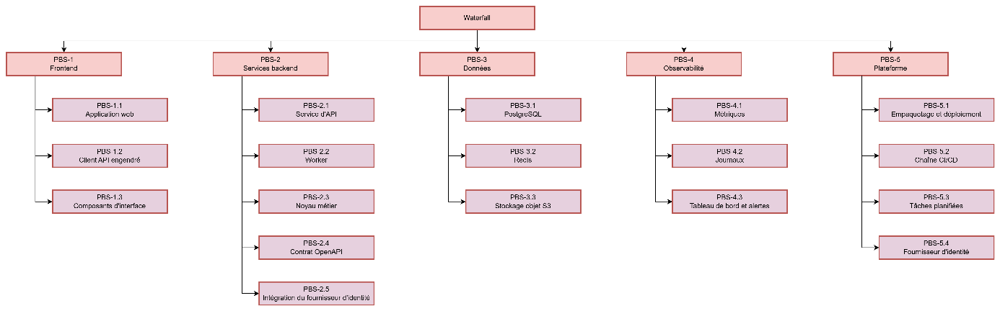 Waterfall
PBS-1
Frontend
PBS-1.1
Application web
PBS-1.2
Client API engendré
PBS-1.3
Composants d'interface
PBS-2
Services backend
PBS-2.1
Service d'API
PBS-2.2
Worker
PBS-2.3
Noyau métier
PBS-2.4
Contrat OpenAPI
PBS-2.5
Intégration du fournisseur d'identité
PBS-3
Données
PBS-3.1
PostgreSQL
PBS-3.2
Redis
PBS-3.3
Stockage objet S3
PBS-4
Observabilité
PBS-4.1
Métriques
PBS-4.2
Journaux
PBS-4.3
Tableau de bord et alertes
PBS-5
Plateforme
PBS-5.1
Empaquetage et déploiement
PBS-5.2
Chaîne CI/CD
PBS-5.3
Tâches planifiées
PBS-5.4
Fournisseur d'identité